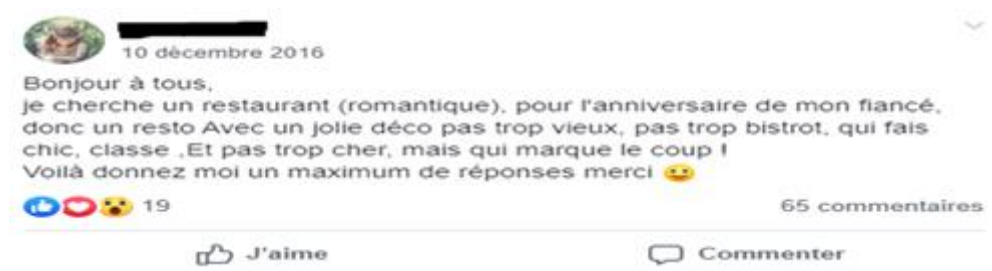 10 décembre 2016
Bonjour à tous,
je cherche un restaurant (romantique), pour l'anniversaire de mon fiancé,
donc un resto Avec un jolie déco pas trop vieux, pas trop bistrot, qui fais
chic, classe ,Et pas trop cher, mais qui marque le coup !
Voilà donnez moi un maximum de réponses merci
19
65 commentaires
J'aime
Commenter